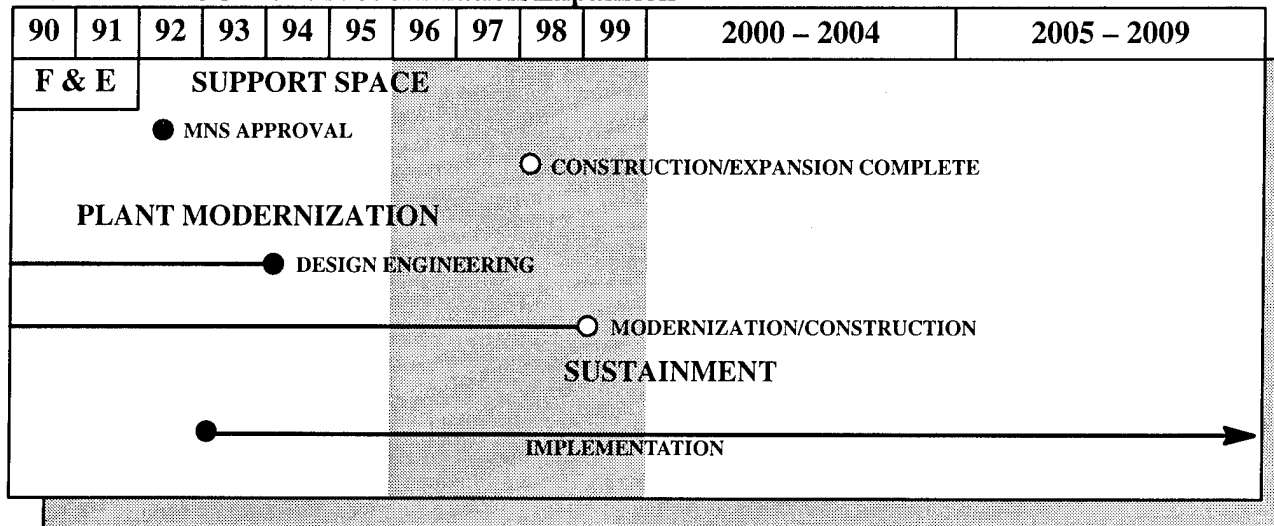 90 91 92 93 94 95 96 97 98 99 2000 – 2004 2005 – 2009
F & E SUPPORT SPACE
MNS APPROVAL
CONSTRUCTION/EXPANSION COMPLETE
PLANT MODERNIZATION
DESIGN ENGINEERING
MODERNIZATION/CONSTRUCTION
SUSTAINMENT
IMPLEMENTATION